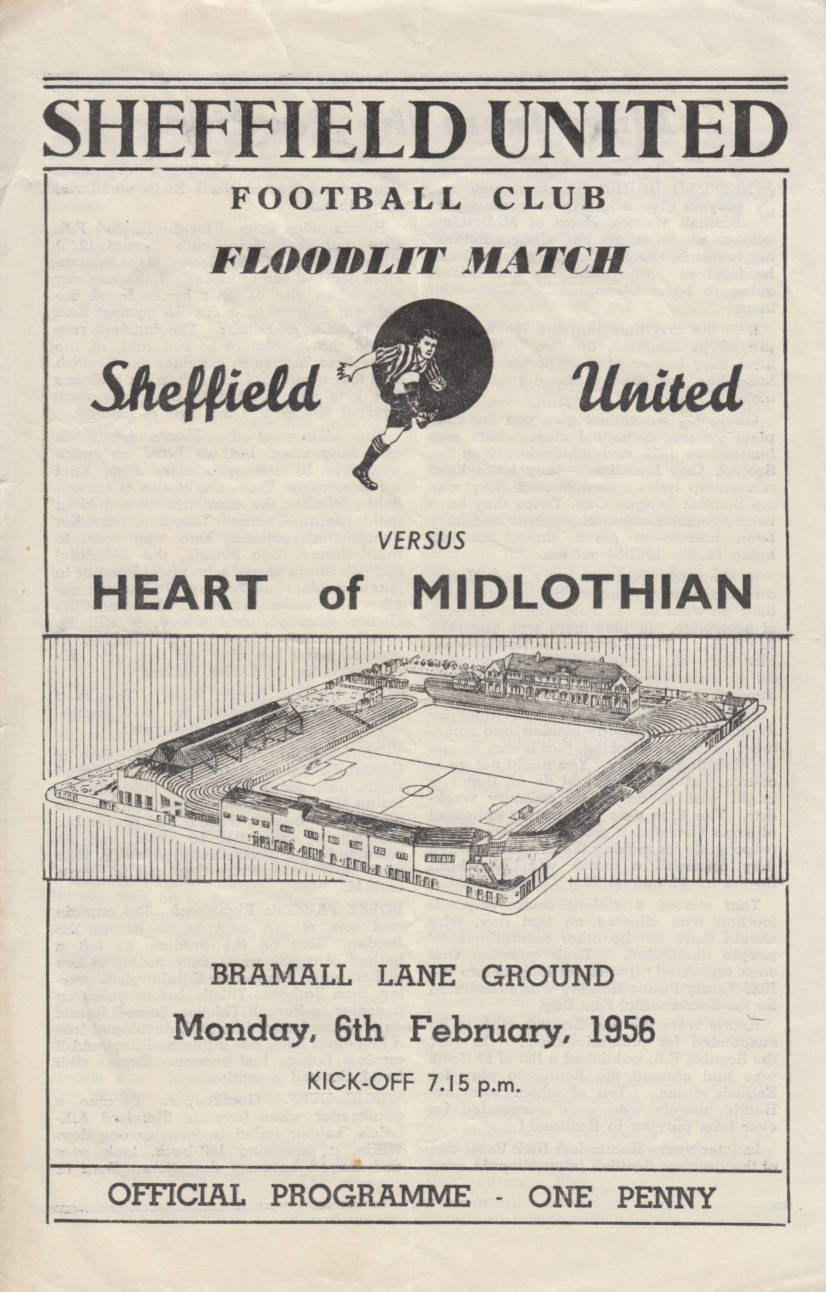 SHEFFIELD UNITED
FOOTBALL CLUB
FLOODLIT MATCH
Sheffield United
VERSUS
HEART of MIDLOTHIAN
BRAMALL LANE GROUND
Monday, 6th February, 1956
KICK-OFF 7.15 p.m.
OFFICIAL PROGRAMME - ONE PENNY